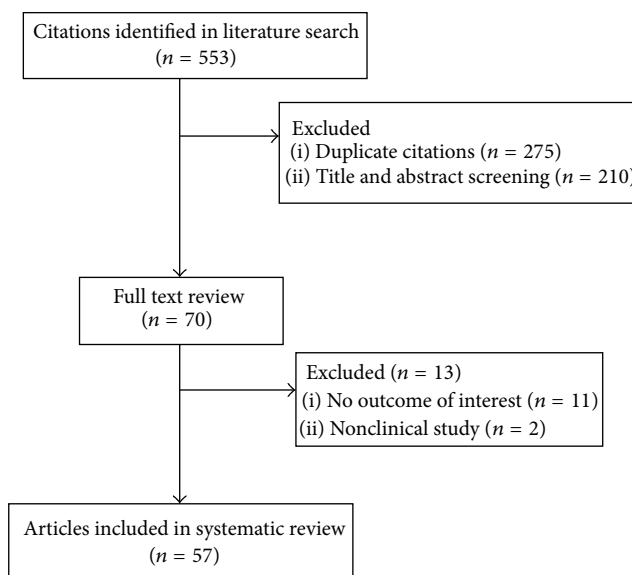 Citations identified in literature search
(n = 553)
Excluded
(i) Duplicate citations (n = 275)
(ii) Title and abstract screening (n = 210)
Full text review
(n = 70)
Excluded (n = 13)
(i) No outcome of interest (n = 11)
(ii) Nonclinical study (n = 2)
Articles included in systematic review
(n = 57)